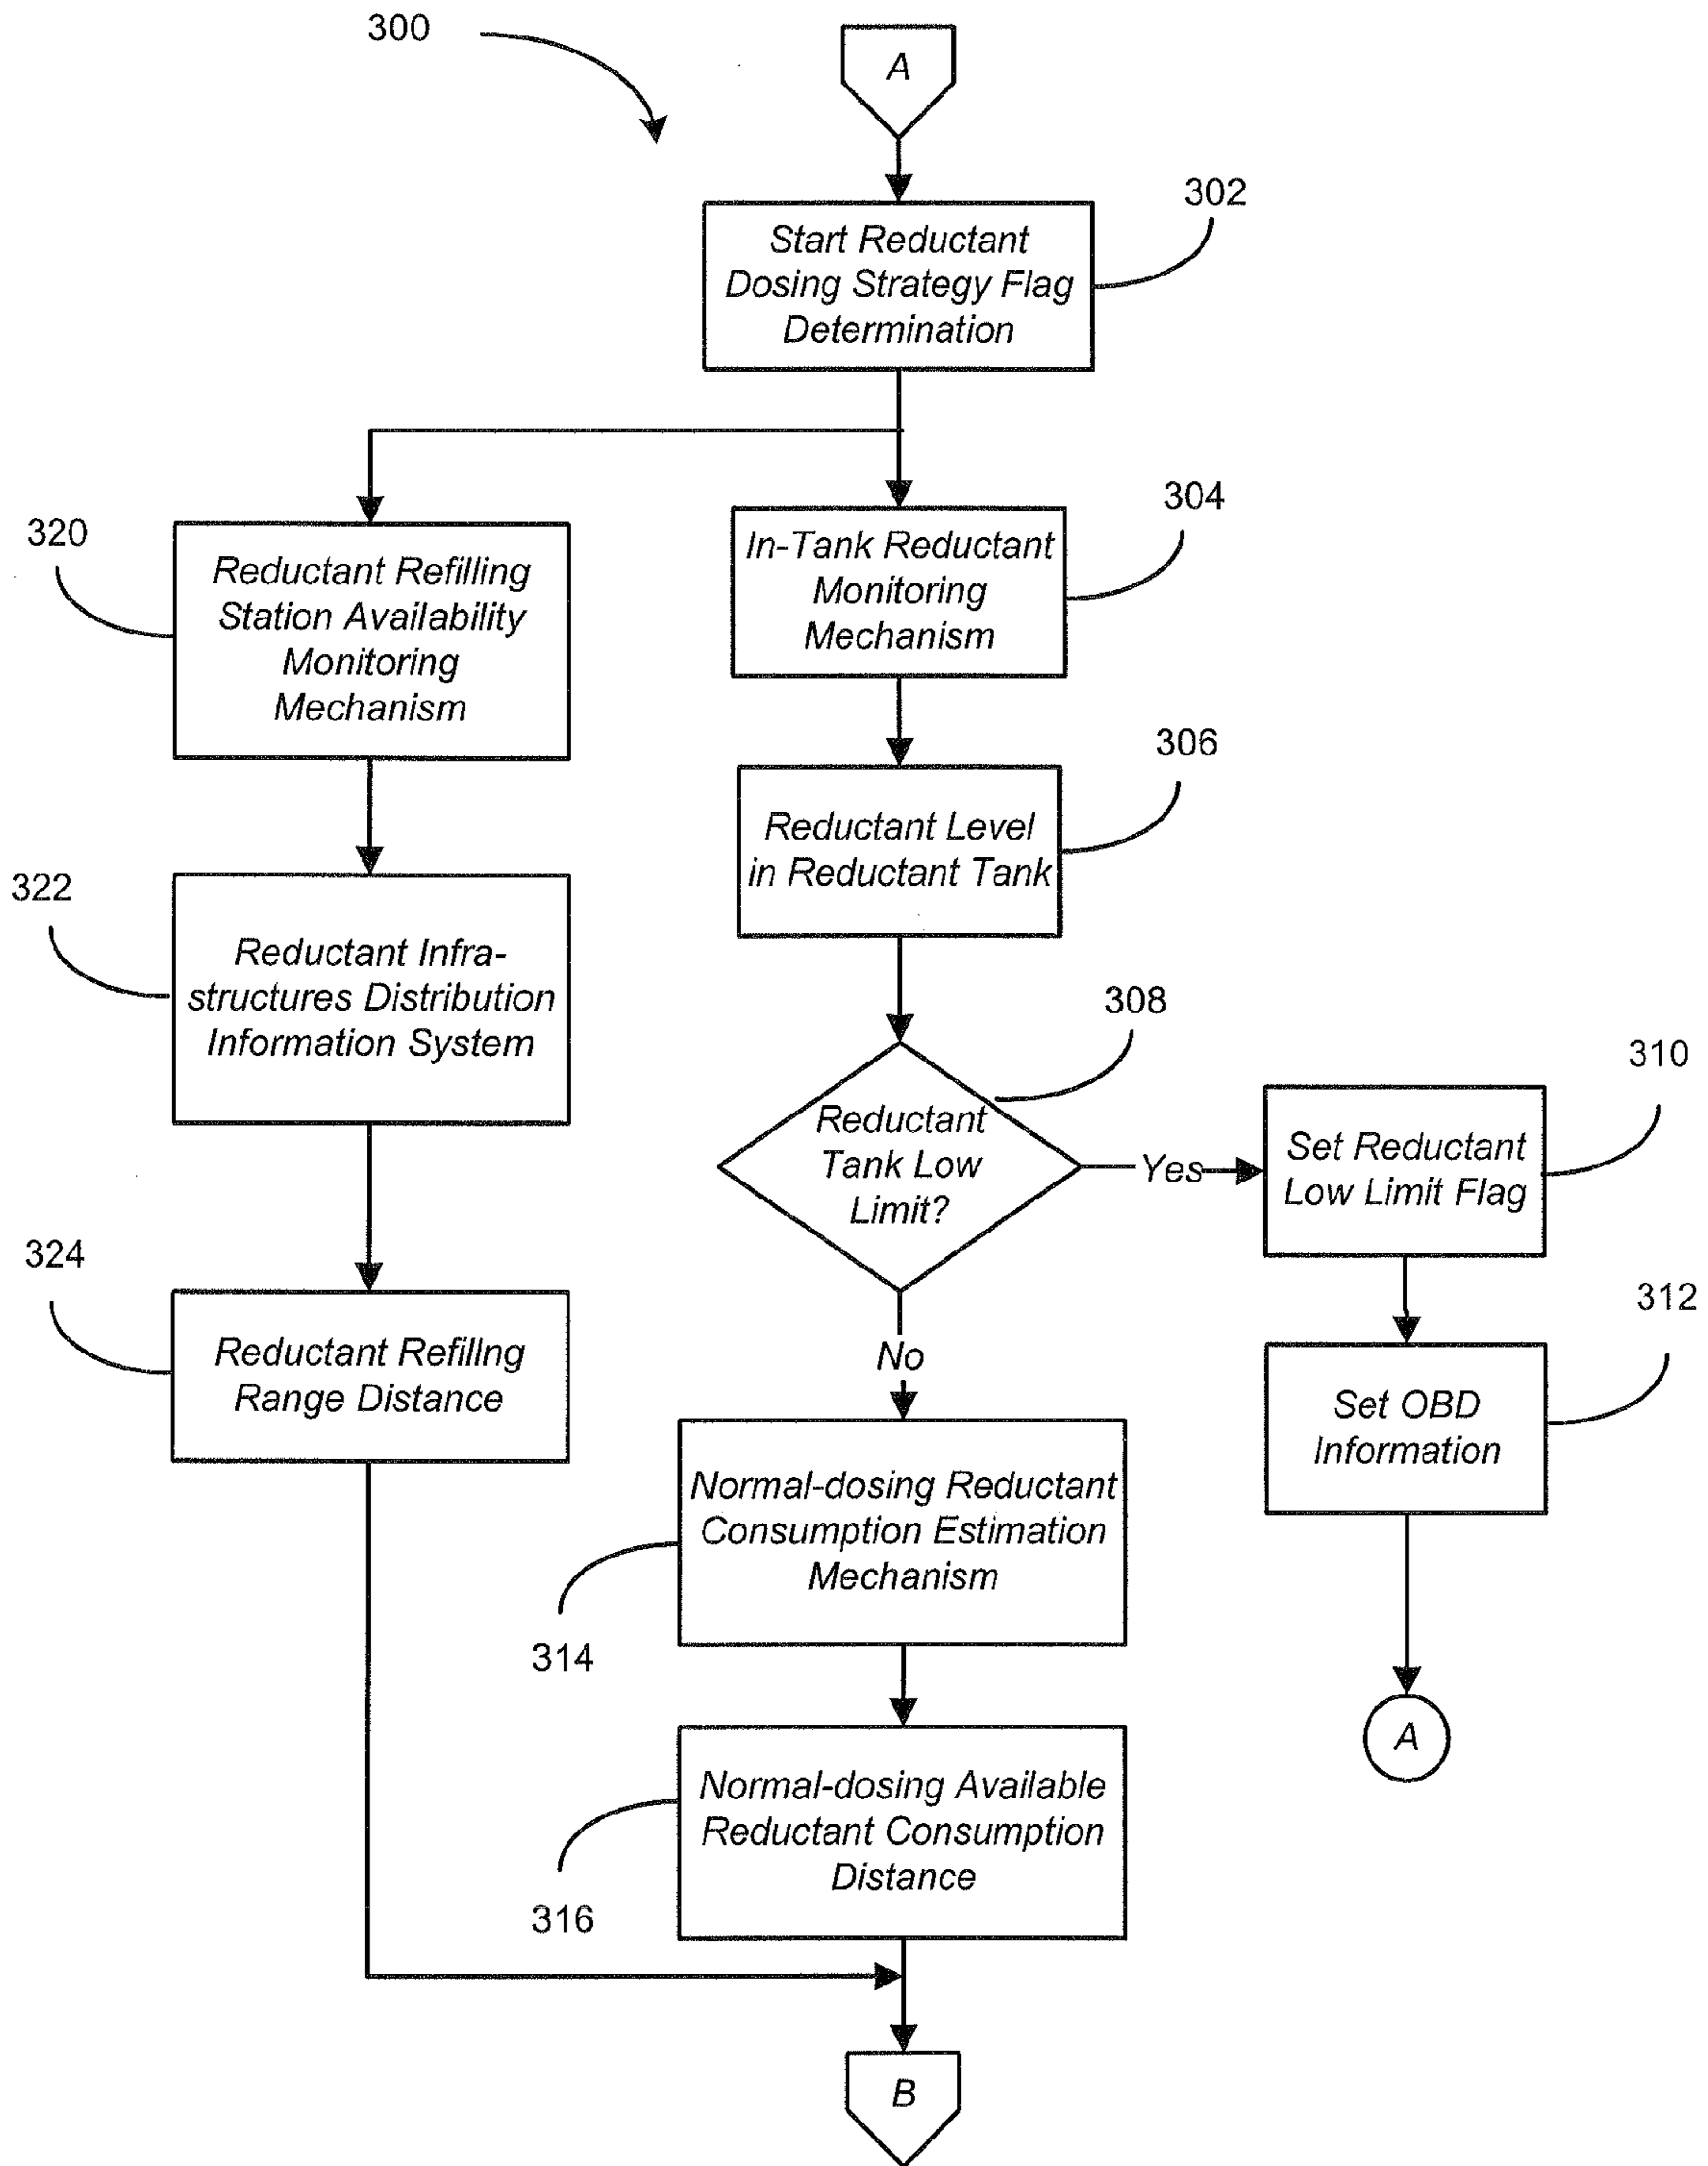 300
A
302
Start Reductant
Dosing Strategy Flag
Determination
304
In-Tank Reductant
Monitoring
Mechanism
320
Reductant Refilling
Station Availability
Monitoring
Mechanism
306
Reductant Level
in Reductant Tank
322
Reductant Infra-
structures Distribution
Information System
308
Reductant
Tank Low
Limit?
Yes
310
Set Reductant
Low Limit Flag
324
Reductant Refillng
Range Distance
No
312
Set OBD
Information
Normal-dosing Reductant
Consumption Estimation
Mechanism
314
A
Normal-dosing Available
Reductant Consumption
Distance
316
B